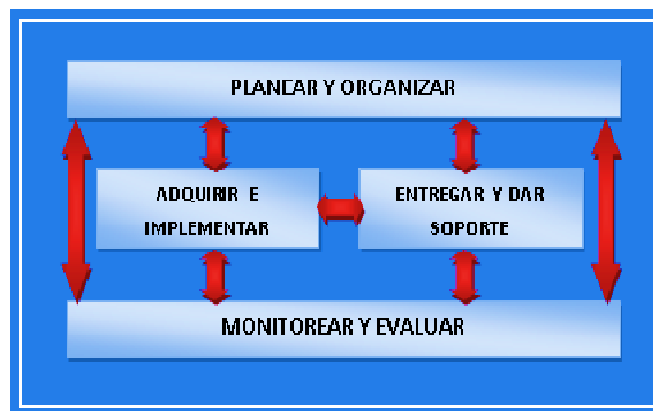 PLANEAR Y ORGANIZAR
ADQUIRIR E
IMPLEMENTAR
ENTREGAR Y DAR
SOPORTE
MONITOREAR Y EVALUAR